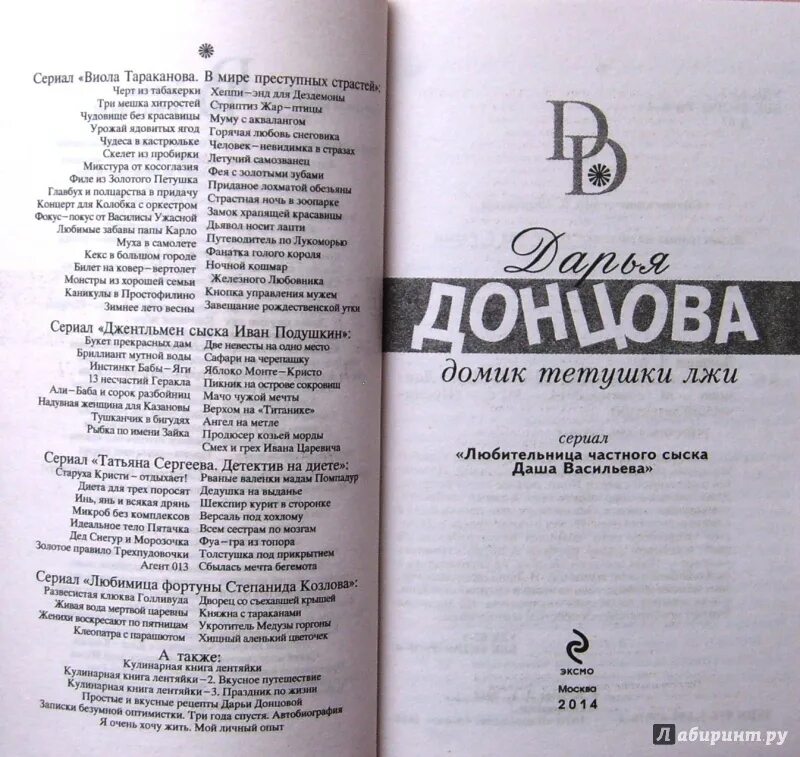 Сериал «Виола Тараканова. В мире преступных страстей»:
Черт из табакерки
Три мешка хитростей
Чудовище без красавицы
Урожай ядовитых ягод
Чудеса в кастрюльке
Скелет из пробирки
Микстура от косоглазия
Филе из Золотого Петушка
Главбух и полцарства в придачу
Концерт для Колобка с оркестром
Фокус-покус от Василисы Ужасной
Любимые забавы папы Карло
Муха в самолете
Кекс в большом городе
Билет на ковер-вертолет
Монстры из хорошей семьи
Каникулы в Простофилино
Зимнее лето весны
Хеппи-энд для Дездемоны
Стриптиз Жар-птицы
Муму с аквалангом
Горячая любовь снеговика
Человек-невидимка в стразах
Летучий самозванец
Фея с золотыми зубами
Приданое лохматой обезьяны
Страстная ночь в зоопарке
Замок храпящей красавицы
Дьявол носит лапти
Путеводитель по Лукоморью
Фанатка голого короля
Ночной кошмар
Железного Любовника
Кнопка управления мужем
Завещание рождественской утки
Сериал «Джентльмен сыска Иван Подушкин»:
Букет прекрасных дам
Бриллиант мутной воды
Инстинкт Бабы-Яги
13 несчастий Геракла
Али-Баба и сорок разбойниц
Надувная женщина для Казановы
Тушканчик в бигудях
Рыбка по имени Зайка
Две невесты на одно место
Сафари на черепашку
Яблоко Монте-Кристо
Пикник на острове сокровищ
Мачо чужой мечты
Верхом на «Титанике»
Ангел на метле
Продюсер козьей морды
Смех и грех Ивана Царевича
Сериал «Татьяна Сергеева. Детектив на диете»:
Старуха Кристи – отдыхает!
Диета для трех поросят
Инь, янь и всякая дрянь
Микроб без комплексов
Идеальное тело Пятачка
Дед Снегур и Морозочка
Золотое правило Трехпудовочки
Агент 013
Рваные валенки мадам Помпадур
Дедушка на выданье
Шекспир курит в сторонке
Версаль под хохлому
Всем сестрам по мозгам
Фуа-гра из топора
Толстушка под прикрытием
Сбылась мечта бегемота
Сериал «Любимица фортуны Степанида Козлова»:
Развесистая клюква Голливуда
Живая вода мертвой царевны
Женихи воскресают по пятницам
Клеопатра с парашютом
Дворец со съехавшей крышей
Княжна с тараканами
Укротитель Медузы горгоны
Хищный аленький цветочек
А также:
Кулинарная книга лентяйки
Кулинарная книга лентяйки-2. Вкусное путешествие
Кулинарная книга лентяйки-3. Праздник по жизни
Простые и вкусные рецепты Дарьи Донцовой
Записки безумной оптимистки. Три года спустя. Автобиография
Я очень хочу жить. Мой личный опыт
DD
Дарья
ДОНЦОВА
домик тетушки лжи
сериал
«Любительница частного сыска
Даша Васильева»
ЭКСМО
Москва
2014
Лабиринт.ру